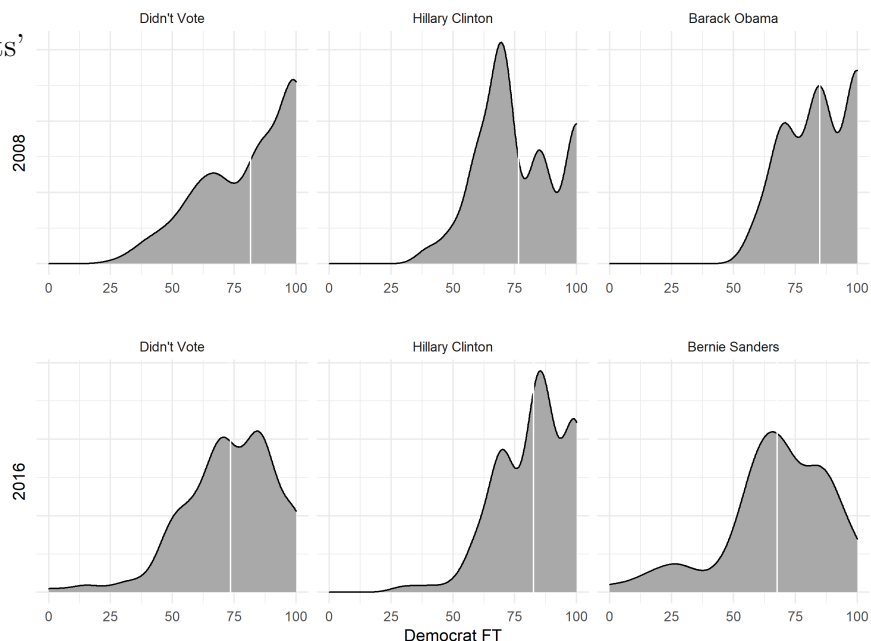 Didn't Vote Hillary Clinton Barack Obama
2008
0 25 50 75 100 0 25 50 75 100 0 25 50 75 100
Didn't Vote Hillary Clinton Bernie Sanders
2016
0 25 50 75 100 0 25 50 75 100 0 25 50 75 100
Democrat FT